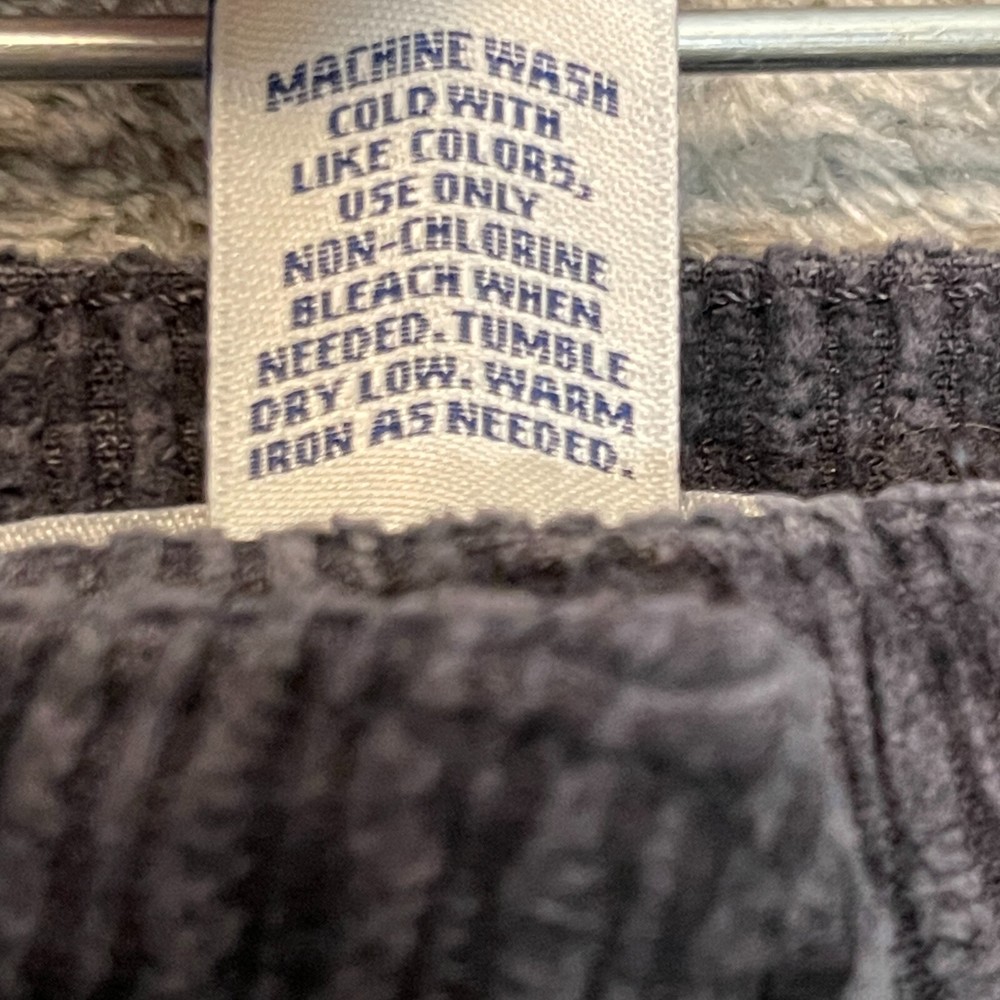 MACHINE WASH
COLD WITH
LIKE COLORS,
USE ONLY
NON-CHLORINE
BLEACH WHEN
NEEDED. TUMBLE
DRY LOW. WARM
IRON AS NEEDED.